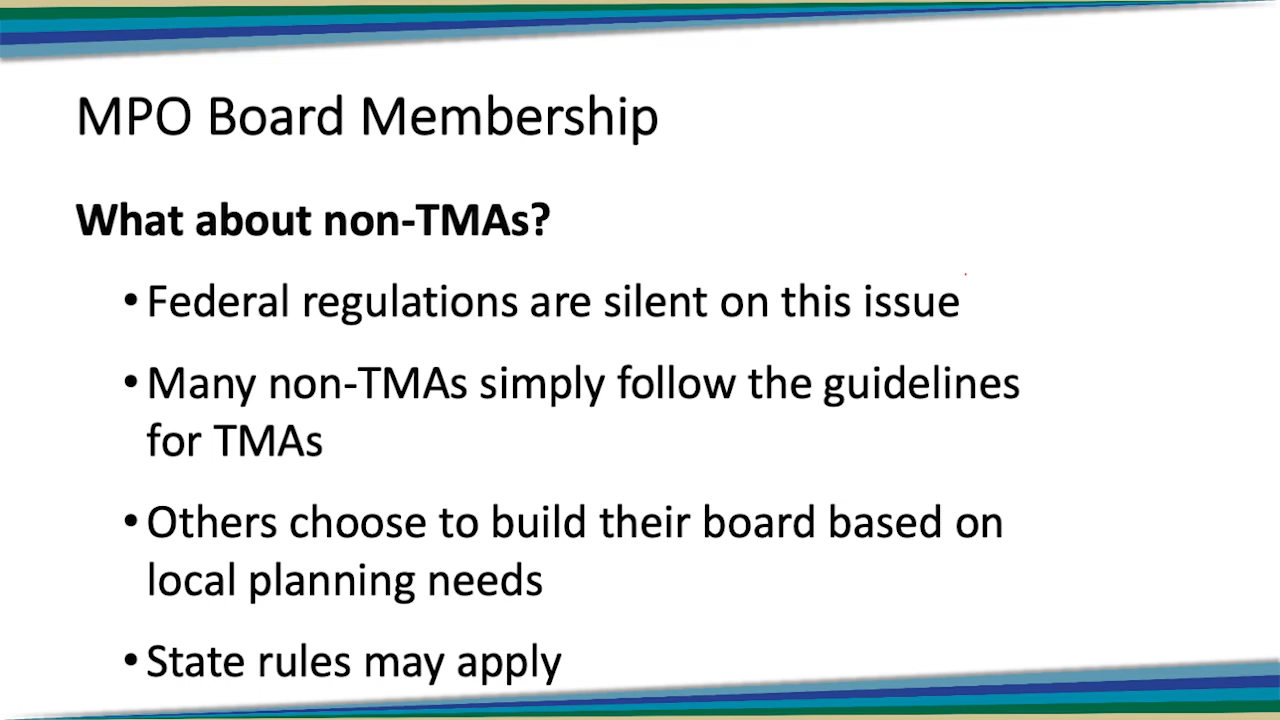 MPO Board Membership
What about non-TMAs?
• Federal regulations are silent on this issue
• Many non-TMAs simply follow the guidelines
for TMAs
• Others choose to build their board based on
local planning needs
• State rules may apply